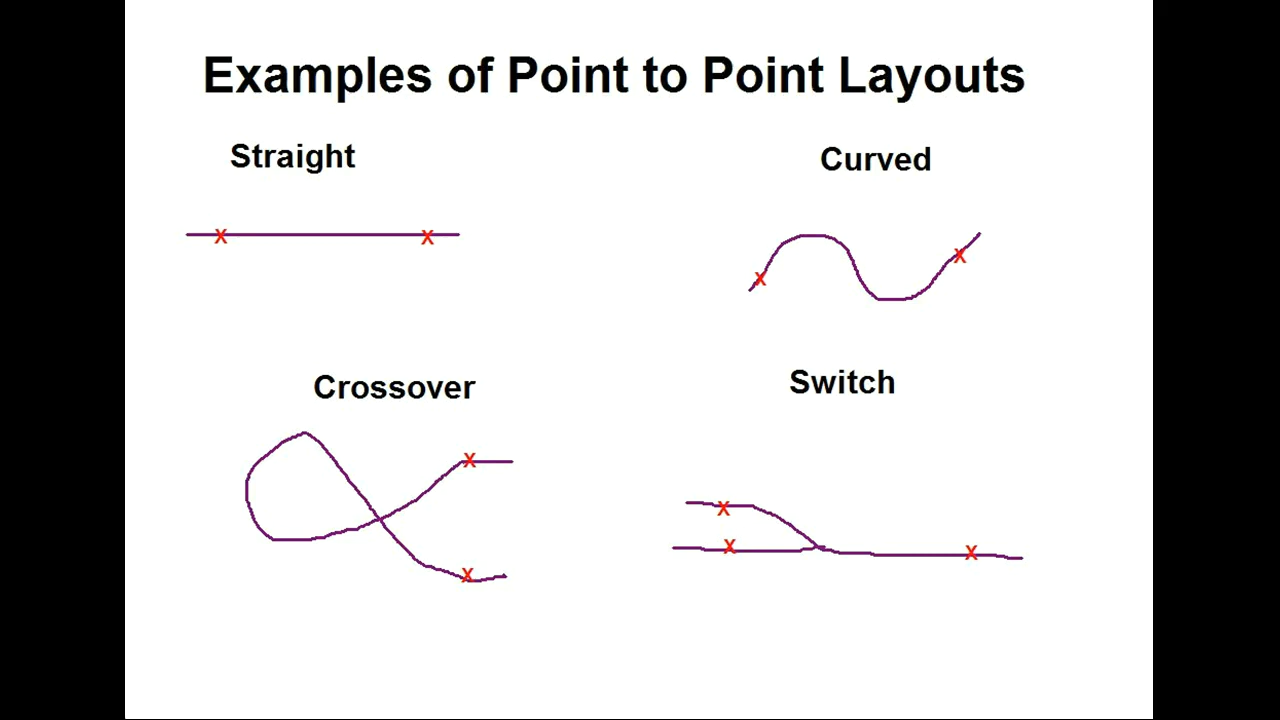 Examples of Point to Point Layouts
Straight
Curved
x x
x x
Crossover
Switch
x
x
x
x x